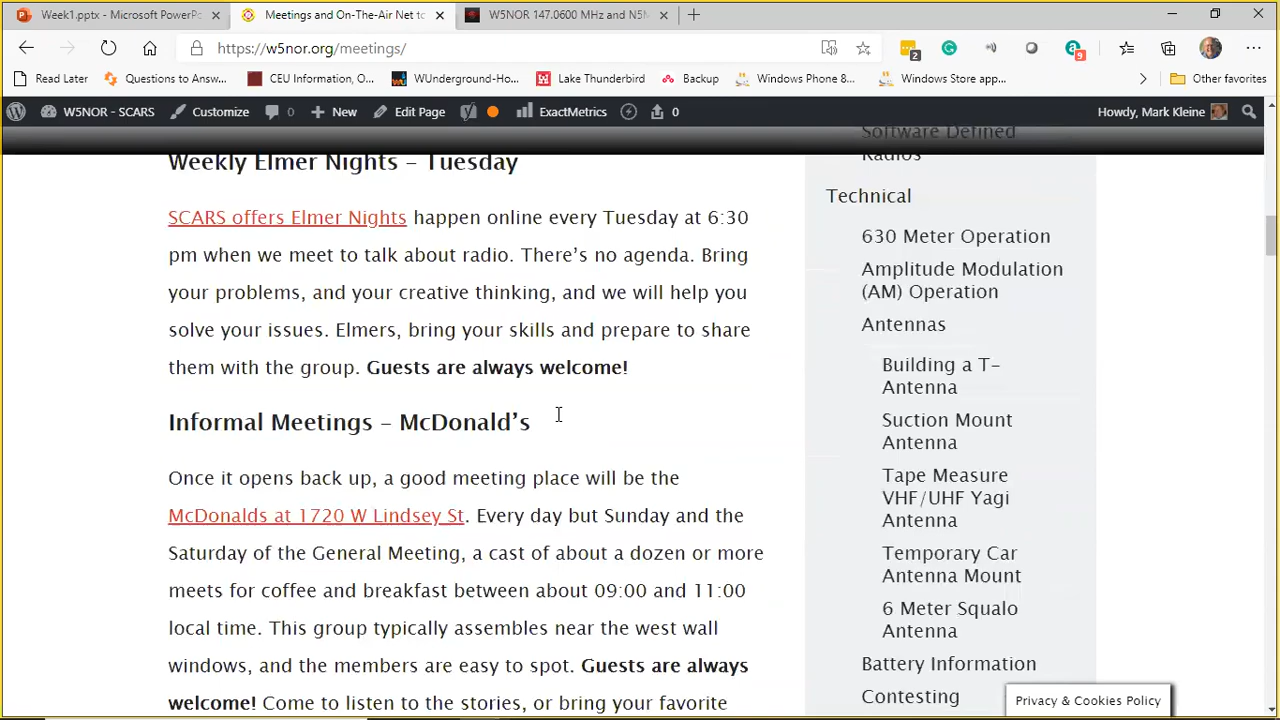 Week1.pptx - Microsoft PowerPo
Meetings and On-The-Air Net to
W5NOR 147.0600 MHz and N5M
https://w5nor.org/meetings/
2
9
Read Later
Questions to Answ...
CEU Information, O...
WUnderground-Ho...
Lake Thunderbird
Backup
Windows Phone 8...
Windows Store app...
Other favorites
W5NOR - SCARS
Customize
0
New
Edit Page
ExactMetrics
0
Howdy, Mark Kleine
Weekly Elmer Nights – Tuesday
SCARS offers Elmer Nights happen online every Tuesday at 6:30
pm when we meet to talk about radio. There's no agenda. Bring
your problems, and your creative thinking, and we will help you
solve your issues. Elmers, bring your skills and prepare to share
them with the group. Guests are always welcome!
Informal Meetings – McDonald's
Once it opens back up, a good meeting place will be the
McDonalds at 1720 W Lindsey St. Every day but Sunday and the
Saturday of the General Meeting, a cast of about a dozen or more
meets for coffee and breakfast between about 09:00 and 11:00
local time. This group typically assembles near the west wall
windows, and the members are easy to spot. Guests are always
welcome! Come to listen to the stories, or bring your favorite
Software Defined
Radios
Technical
630 Meter Operation
Amplitude Modulation
(AM) Operation
Antennas
Building a T-
Antenna
Suction Mount
Antenna
Tape Measure
VHF/UHF Yagi
Antenna
Temporary Car
Antenna Mount
6 Meter Squalo
Antenna
Battery Information
Contesting
Privacy & Cookies Policy